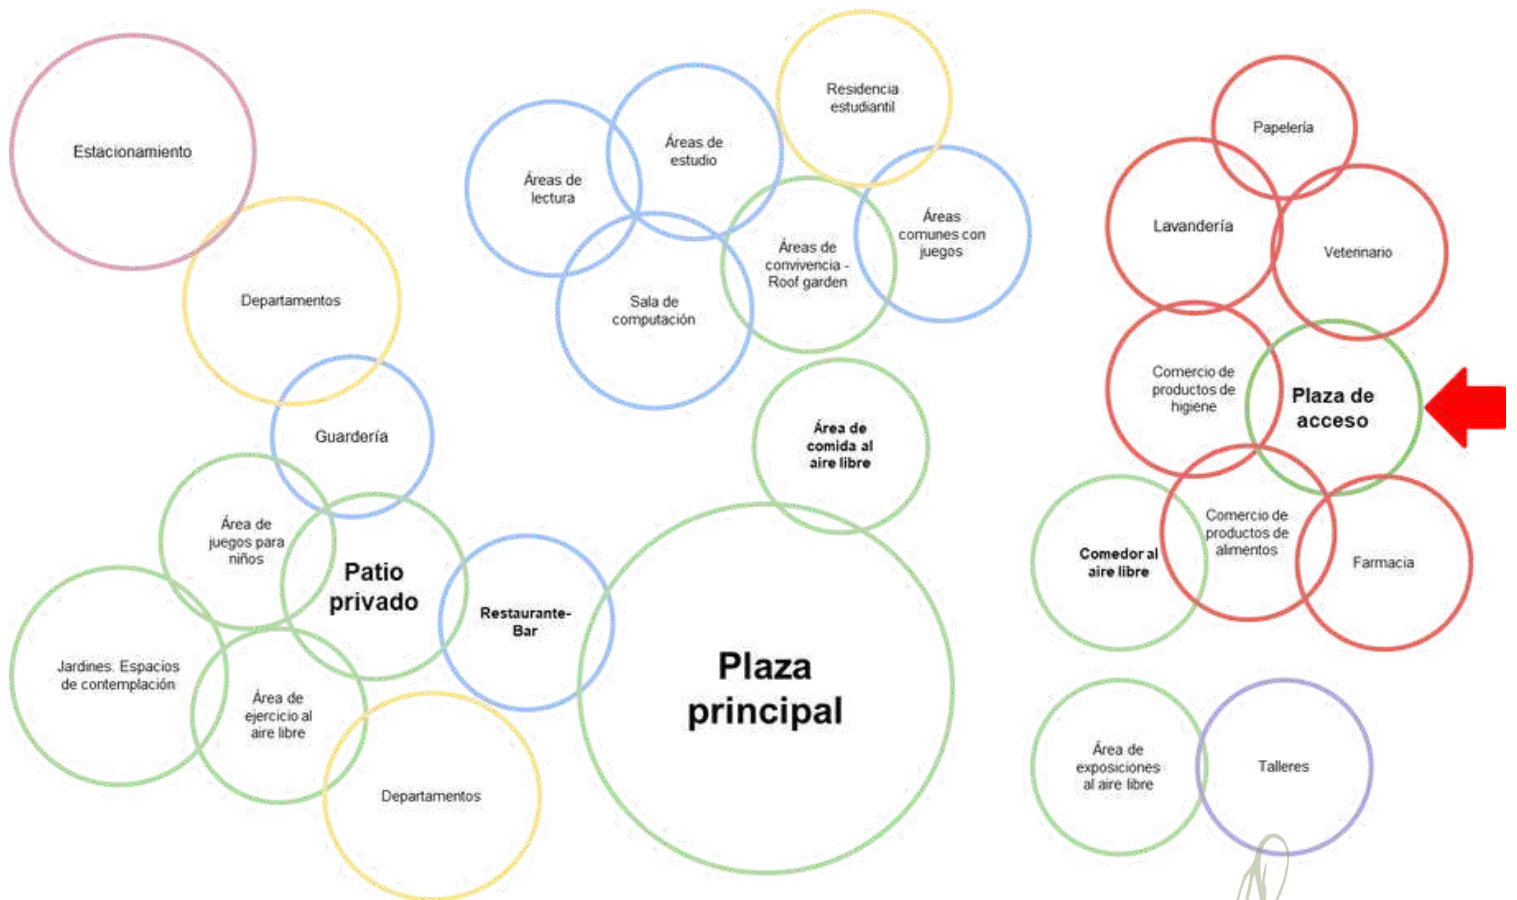 Estacionamiento
Departamentos
Guardería
Área de
juegos para
niños
Patio
privado
Jardines. Espacios
de contemplación
Área de
ejercicio al
aire libre
Departamentos
Restaurante-
Bar
Áreas de
lectura
Áreas de
estudio
Residencia
estudiantil
Áreas
comunes con
juegos
Áreas de
convivencia -
Roof garden
Sala de
computación
Área de
comida al
aire libre
Plaza
principal
Papelería
Lavandería
Veterinario
Comercio de
productos de
higiene
Plaza de
acceso
Comercio de
productos de
alimentos
Comedor al
aire libre
Farmacia
Área de
exposiciones
al aire libre
Talleres